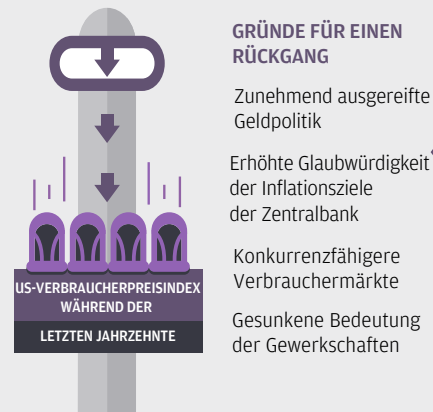 GRÜNDE FÜR EINEN
RÜCKGANG
Zunehmend ausgereifte
Geldpolitik
Erhöhte Glaubwürdigkeit
der Inflationsziele
der Zentralbank
Konkurrenzfähigere
Verbrauchermärkte
Gesunkene Bedeutung
der Gewerkschaften
US-VERBRAUCHERPREISINDEX
WÄHREND DER
LETZTEN JAHRZEHNTE